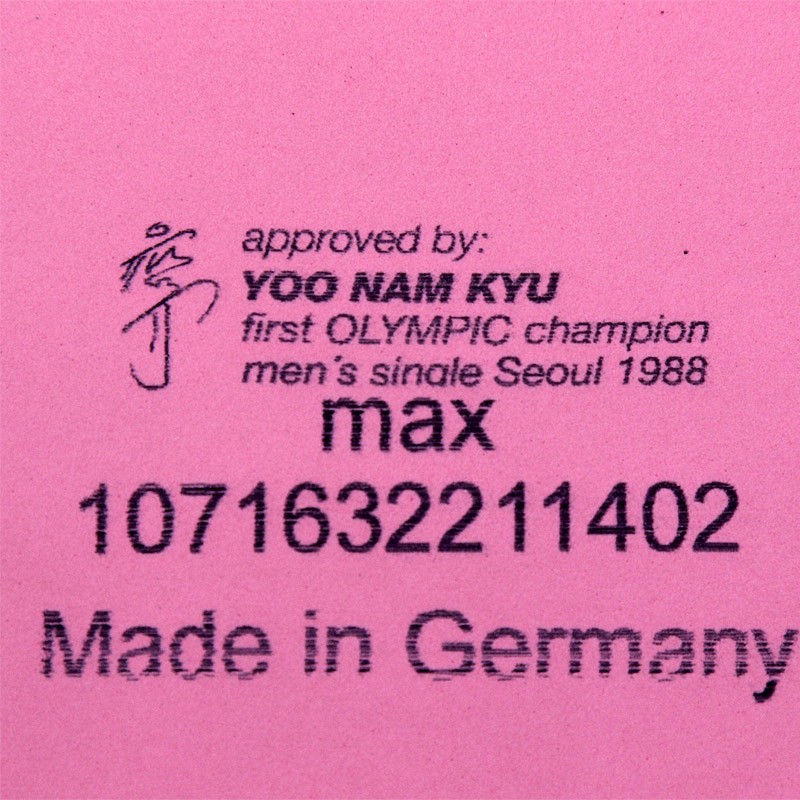 approved by:
YOO NAM KYU
first OLYMPIC champion
men´s single Seoul 1988
max
1071632211402
Made in Germany